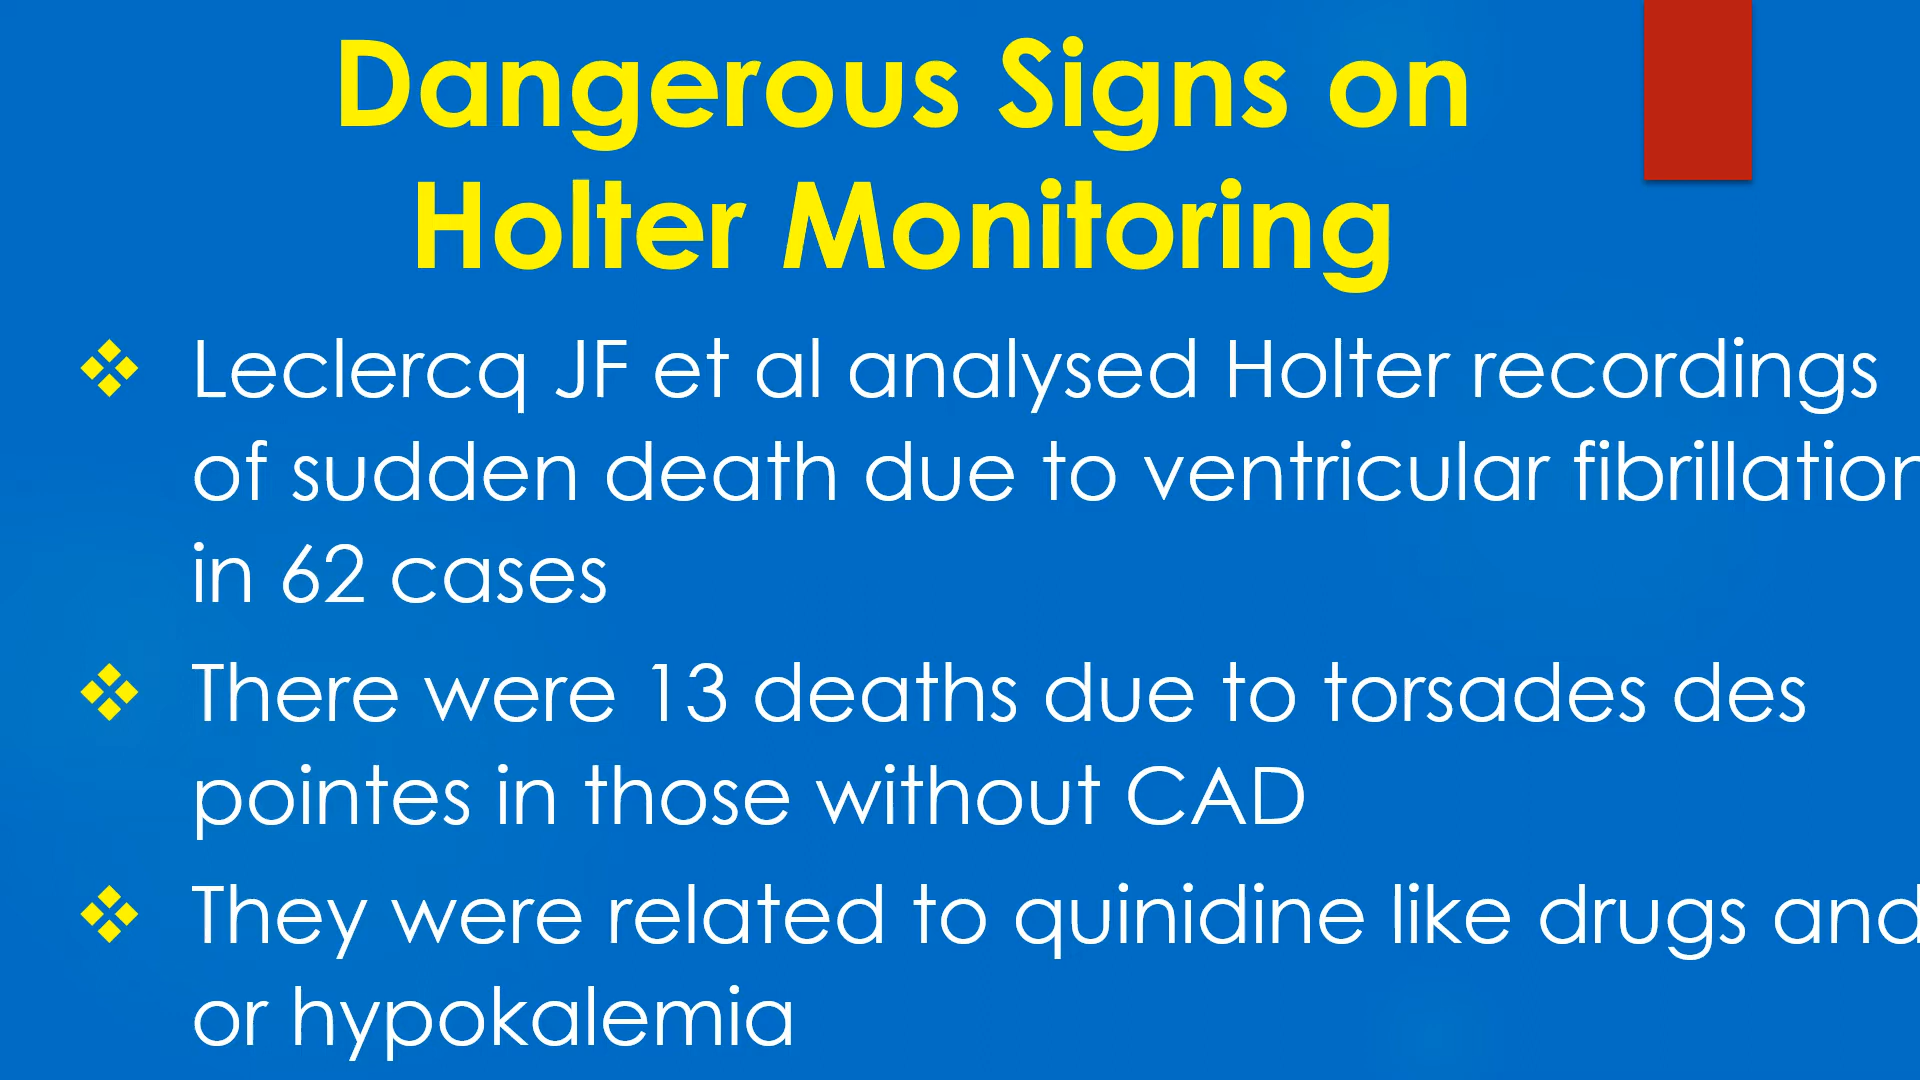 Dangerous Signs on
Holter Monitoring
❖ Leclercq JF et al analysed Holter recordings
of sudden death due to ventricular fibrillation
in 62 cases
❖ There were 13 deaths due to torsades des
pointes in those without CAD
❖ They were related to quinidine like drugs and
or hypokalemia